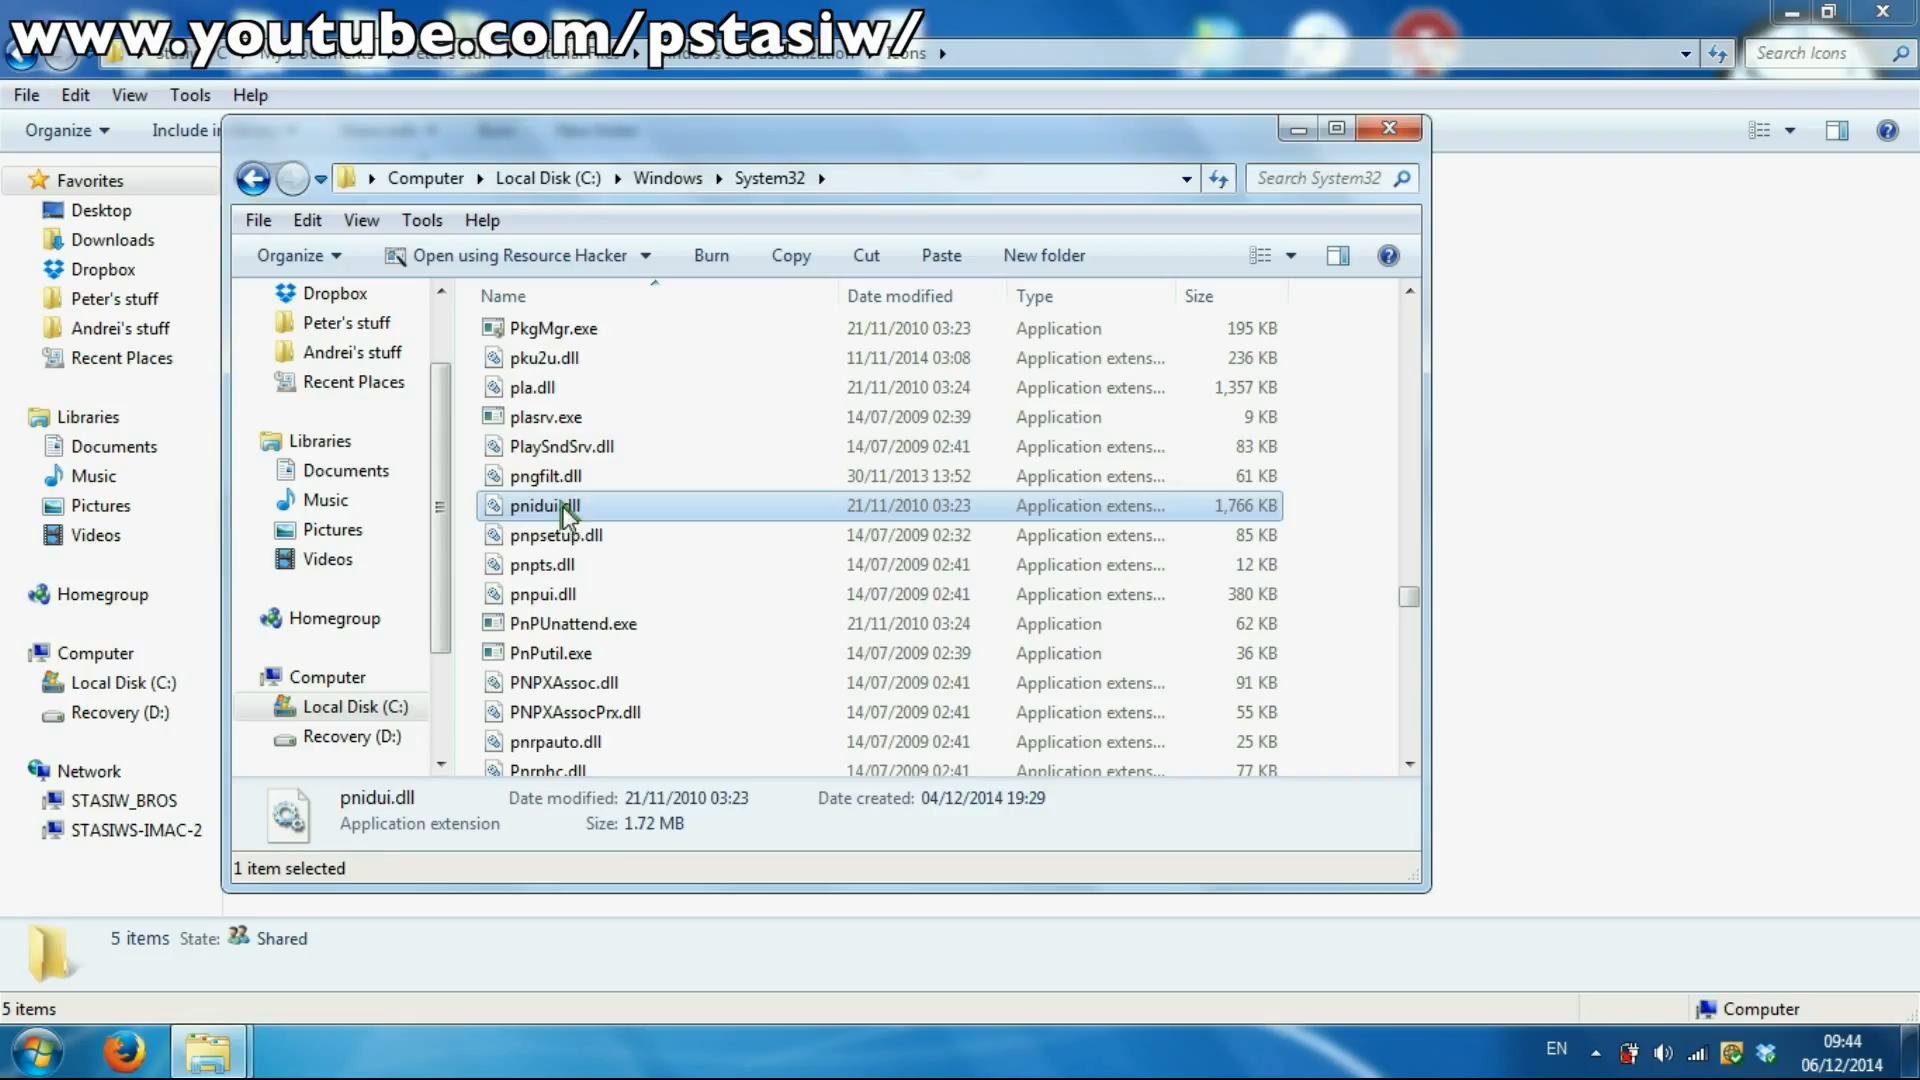 www.youtube.com/pstasiw/
Icons
Search Icons
File Edit View Tools Help
Organize Include in
Computer Local Disk (C:) Windows System32
Search System32
File Edit View Tools Help
Organize Open using Resource Hacker Burn Copy Cut Paste New folder
Favorites
Desktop
Downloads
Dropbox
Peter's stuff
Andrei's stuff
Recent Places
Libraries
Documents
Music
Pictures
Videos
Homegroup
Computer
Local Disk (C:)
Recovery (D:)
Network
STASIW_BROS
STASIWS-IMAC-2
Dropbox
Peter's stuff
Andrei's stuff
Recent Places
Libraries
Documents
Music
Pictures
Videos
Homegroup
Computer
Local Disk (C:)
Recovery (D:)
Name Date modified Type Size
PkgMgr.exe 21/11/2010 03:23 Application 195 KB
pku2u.dll 11/11/2014 03:08 Application extens... 236 KB
pla.dll 21/11/2010 03:24 Application extens... 1,357 KB
plasrv.exe 14/07/2009 02:39 Application 9 KB
PlaySndSrv.dll 14/07/2009 02:41 Application extens... 83 KB
pngfilt.dll 30/11/2013 13:52 Application extens... 61 KB
pnidui.dll 21/11/2010 03:23 Application extens... 1,766 KB
pnpsetup.dll 14/07/2009 02:32 Application extens... 85 KB
pnpts.dll 14/07/2009 02:41 Application extens... 12 KB
pnpui.dll 14/07/2009 02:41 Application extens... 380 KB
PnPUnattend.exe 21/11/2010 03:24 Application 62 KB
PnPutil.exe 14/07/2009 02:39 Application 36 KB
PNPXAssoc.dll 14/07/2009 02:41 Application extens... 91 KB
PNPXAssocPrx.dll 14/07/2009 02:41 Application extens... 55 KB
pnrpauto.dll 14/07/2009 02:41 Application extens... 25 KB
Pnrphc.dll 14/07/2009 02:41 Application extens... 77 KB
pnidui.dll Date modified: 21/11/2010 03:23 Date created: 04/12/2014 19:29
Application extension Size: 1.72 MB
1 item selected
5 items State: Shared
5 items
Computer
EN
09:44
06/12/2014